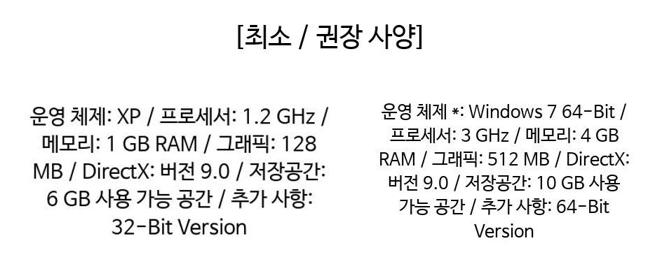 [최소 / 권장 사양]
운영 체제: XP / 프로세서: 1.2 GHz /
메모리: 1 GB RAM / 그래픽: 128
MB / DirectX: 버전 9.0 / 저장공간:
6 GB 사용 가능 공간 / 추가 사항:
32-Bit Version
운영 체제 *: Windows 7 64-Bit /
프로세서: 3 GHz / 메모리: 4 GB
RAM / 그래픽: 512 MB / DirectX:
버전 9.0 / 저장공간: 10 GB 사용
가능 공간 / 추가 사항: 64-Bit
Version